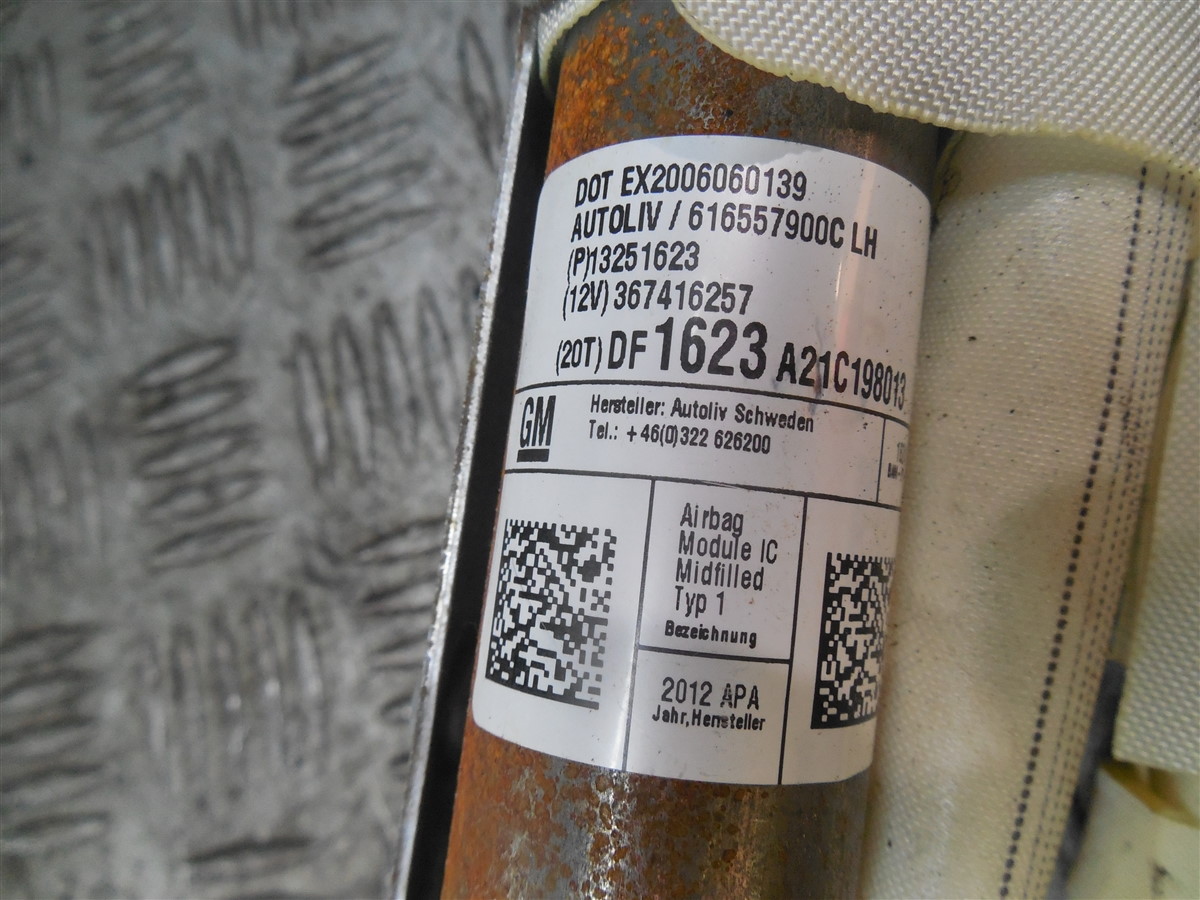 DOT EX2006060139
AUTOLIV / 616557900C LH
(P)13251623
(12V) 367416257
(20T) DF 1623 A21C198013
GM
Hersteller: Autoliv Schweden
Tel.: +46(0)322 626200
Airbag
Module IC
Midfilled
Typ 1
Bezeichnung
2012 APA
Jahr, Hersteller